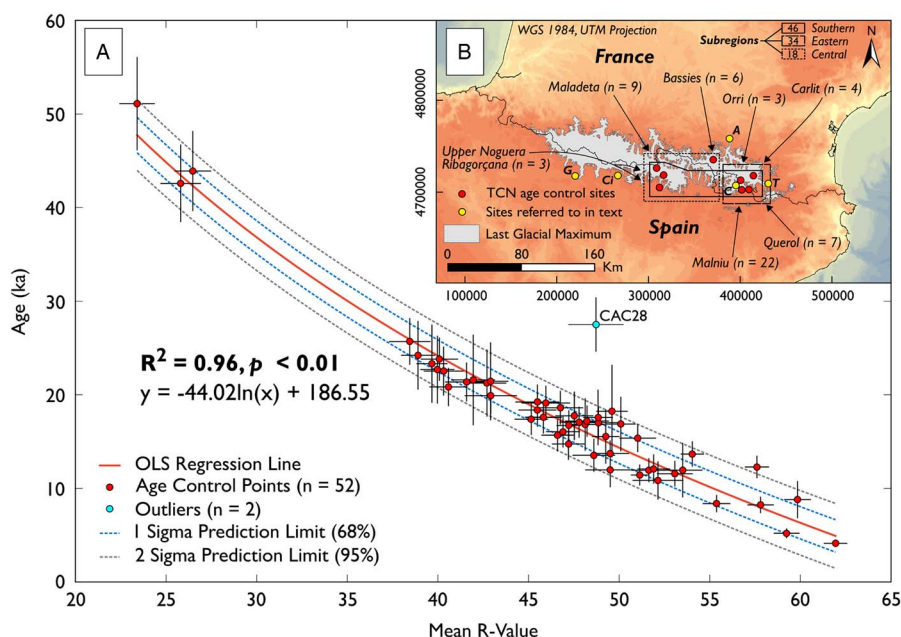 A
60
50
40
30
20
10
0
Age (ka)
20
25
30
35
40
45
50
55
60
65
Mean R-Value
R² = 0.96, p < 0.01
y = -44.02ln(x) + 186.55
OLS Regression Line
Age Control Points (n = 52)
Outliers (n = 2)
1 Sigma Prediction Limit (68%)
2 Sigma Prediction Limit (95%)
CAC28
B
WGS 1984, UTM Projection
Subregions
46 Southern
34 Eastern
18 Central
N
France
Bassies (n = 6)
Maladeta (n = 9)
Orri (n = 3)
Carlit (n = 4)
A
Upper Noguera
Ribagorçana (n = 3)
G
Ci
C
T
TCN age control sites
Sites referred to in text
Last Glacial Maximum
Spain
Querol (n = 7)
Malniu (n = 22)
0 80 160
Km
4800000
4700000
100000
200000
300000
400000
500000